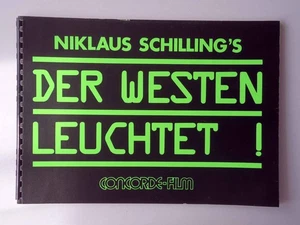 NIKLAUS SCHILLING'S
DER WESTEN
LEUCHTET !
CONCORDE-FILM